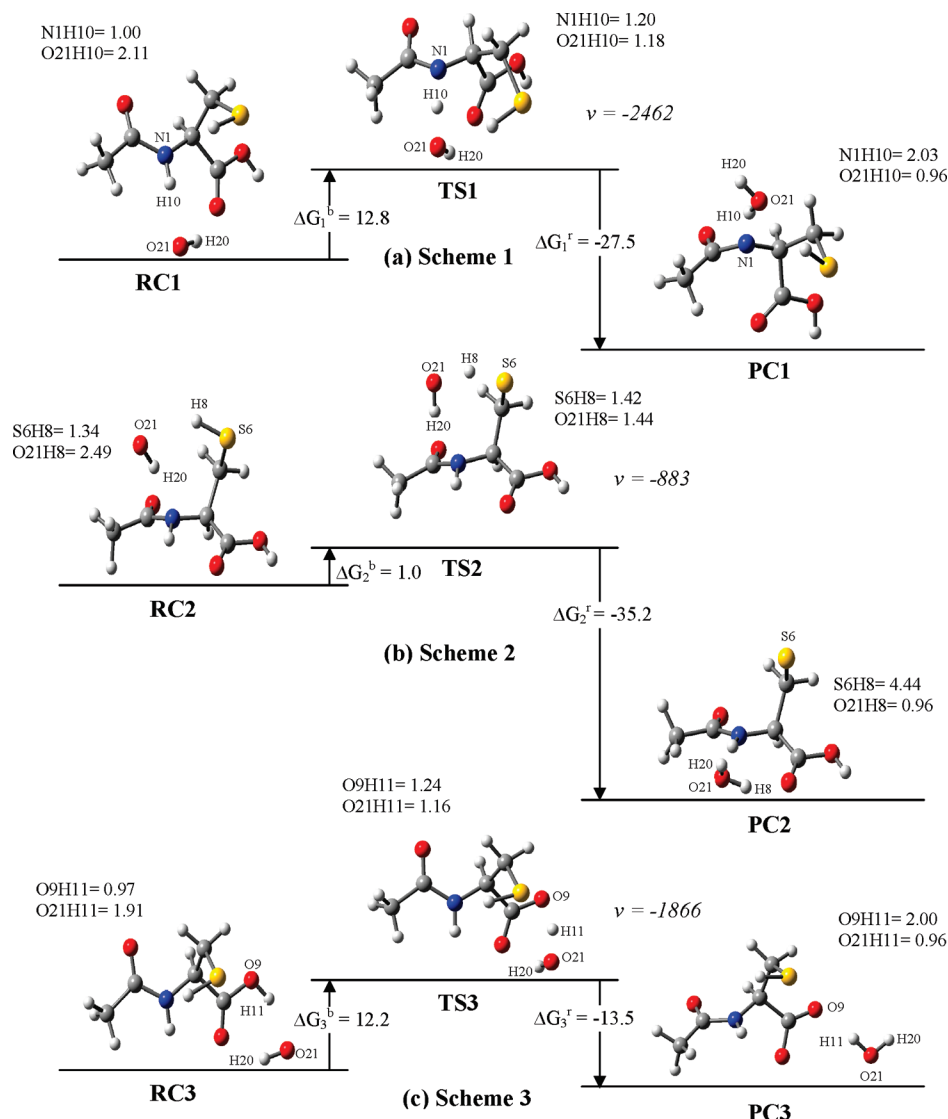 N1H10= 1.00
O21H10= 2.11
N1
H10
O21
H20
RC1
ΔG₁ᵇ = 12.8
N1
H10
O21
H20
TS1
N1H10= 1.20
O21H10= 1.18
ν = -2462
(a) Scheme 1
ΔG₁ʳ = -27.5
N1H10= 2.03
O21H10= 0.96
H20
O21
H10
N1
PC1
S6H8= 1.34
O21H8= 2.49
H8
O21
S6
H20
RC2
ΔG₂ᵇ = 1.0
H8
S6
O21
H20
TS2
S6H8= 1.42
O21H8= 1.44
ν = -883
(b) Scheme 2
ΔG₂ʳ = -35.2
S6
S6H8= 4.44
O21H8= 0.96
H20
O21
H8
PC2
O9H11= 0.97
O21H11= 1.91
O9
H11
H20
O21
RC3
ΔG₃ᵇ = 12.2
O9H11= 1.24
O21H11= 1.16
O9
H11
O21
H20
TS3
ν = -1866
(c) Scheme 3
ΔG₃ʳ = -13.5
O9H11= 2.00
O21H11= 0.96
O9
H11
H20
O21
PC3